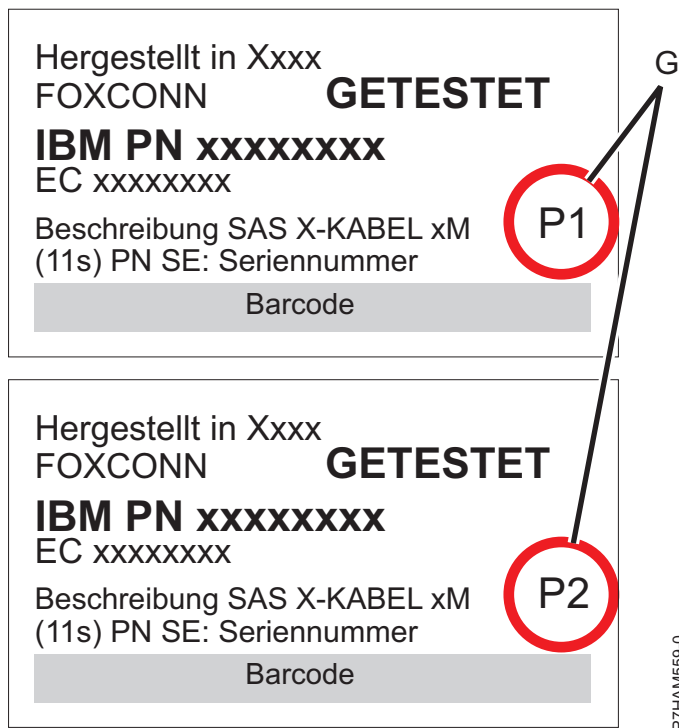 Hergestellt in Xxxx
FOXCONN GETESTET
IBM PN xxxxxxxx
EC xxxxxxxx
Beschreibung SAS X-KABEL xM
(11s) PN SE: Seriennummer
P1
Barcode
G
Hergestellt in Xxxx
FOXCONN GETESTET
IBM PN xxxxxxxx
EC xxxxxxxx
Beschreibung SAS X-KABEL xM
(11s) PN SE: Seriennummer
P2
Barcode
P7HAM559-0